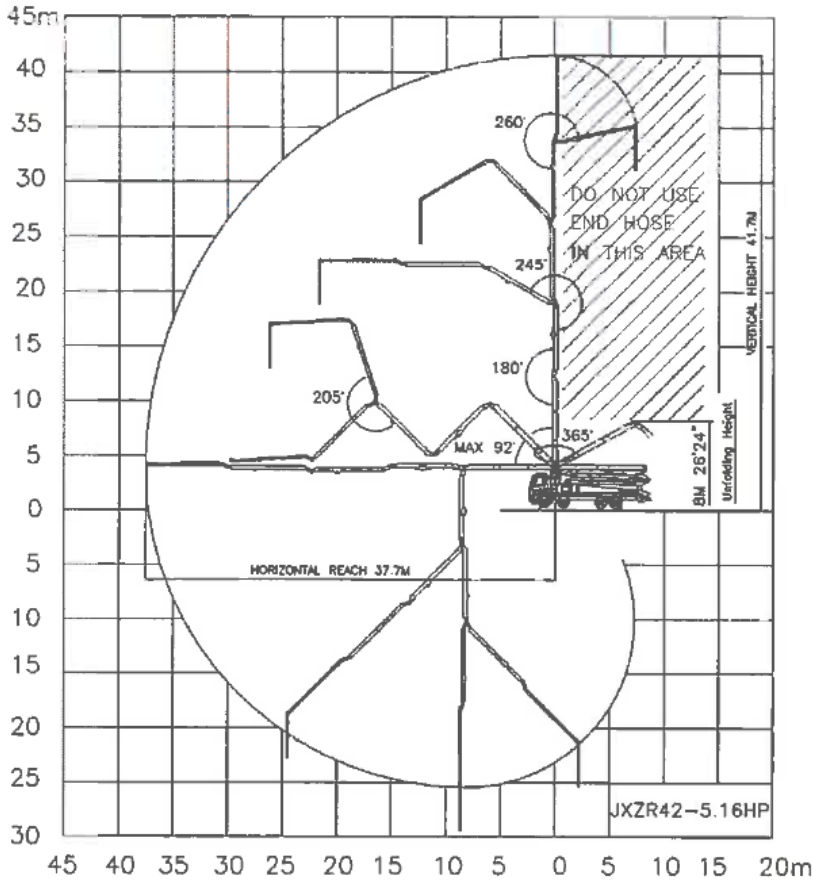 45m
40
35
30
25
20
15
10
5
0
5
10
15
20
25
30
45 40 35 30 25 20 15 10 5 0 5 10 15 20m
260°
245°
180°
205°
MAX 92°
365°
DO NOT USE
END HOSE
IN THIS AREA
VERTICAL HEIGHT 41.7M
8M 26'24"
Unfolding Height
HORIZONTAL REACH 37.7M
JXZR42-5.16HP